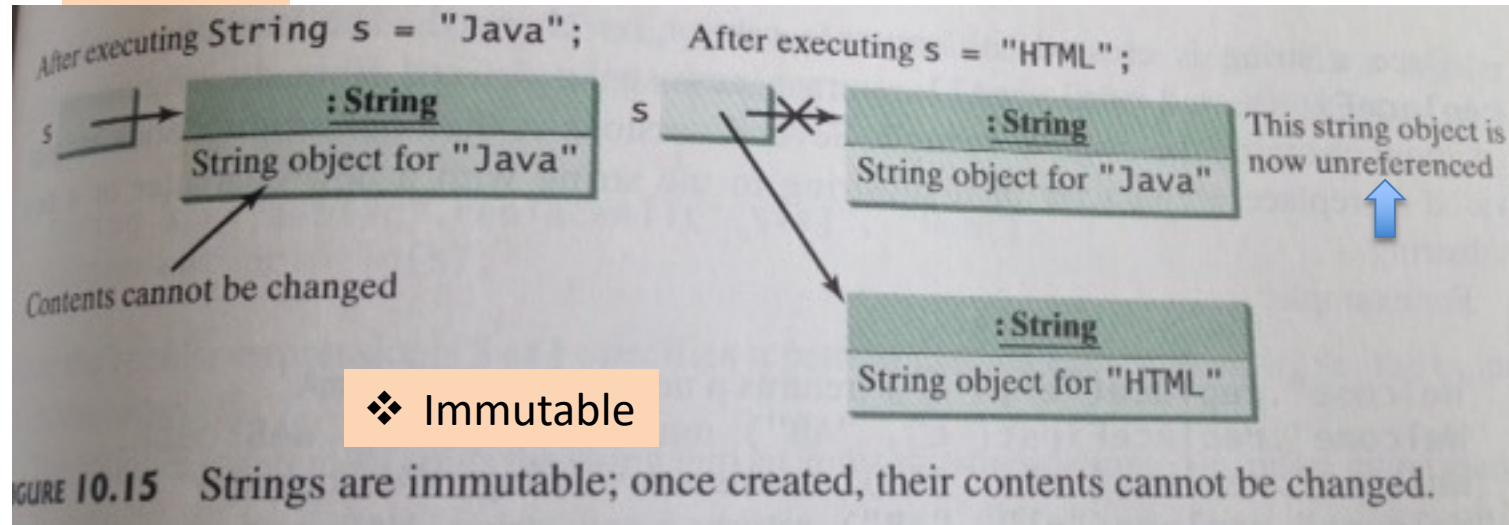 After executing String s = "Java";
s
: String
String object for "Java"
Contents cannot be changed
After executing s = "HTML";
s
: String
String object for "Java"
This string object is
now unreferenced
: String
String object for "HTML"
❖ Immutable
GURE 10.15 Strings are immutable; once created, their contents cannot be changed.